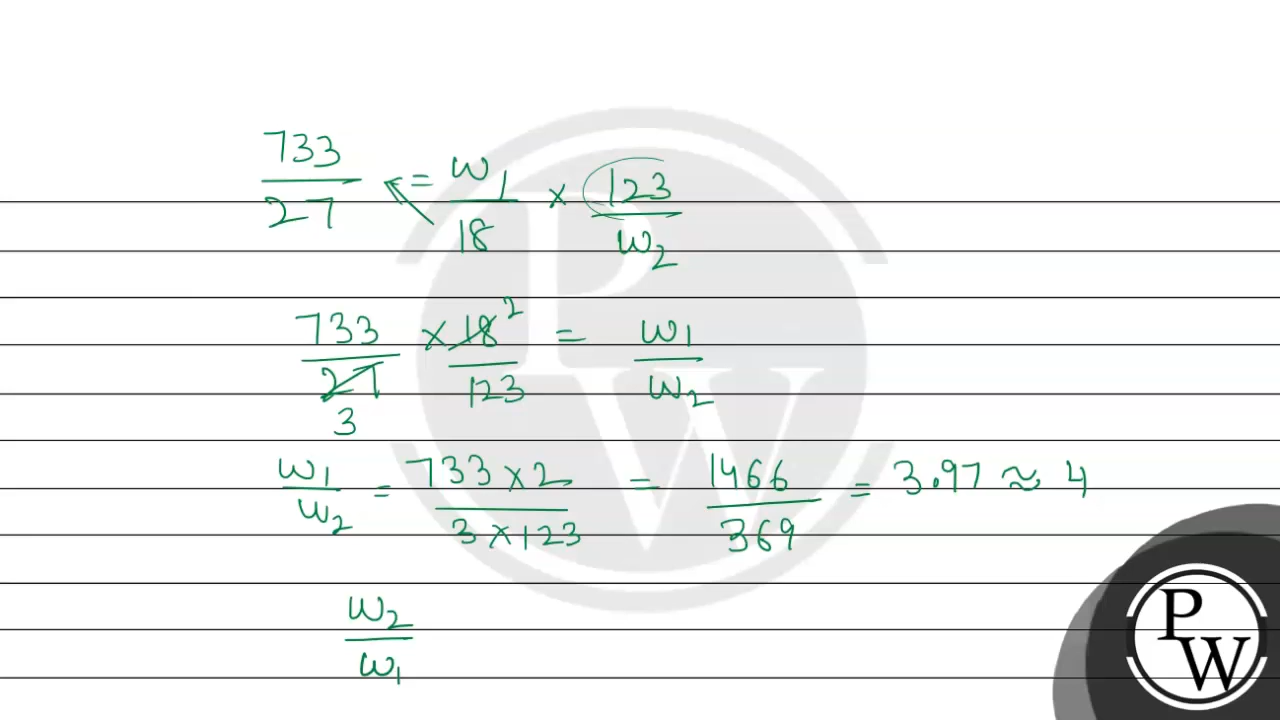 733/27 = w1/18 × 123/w2
733/27 3 × 18 2/123 = w1/w2
w1/w2 = 733×2/3×123 = 1466/369 = 3.97 ≈ 4
w2/w1
P
W